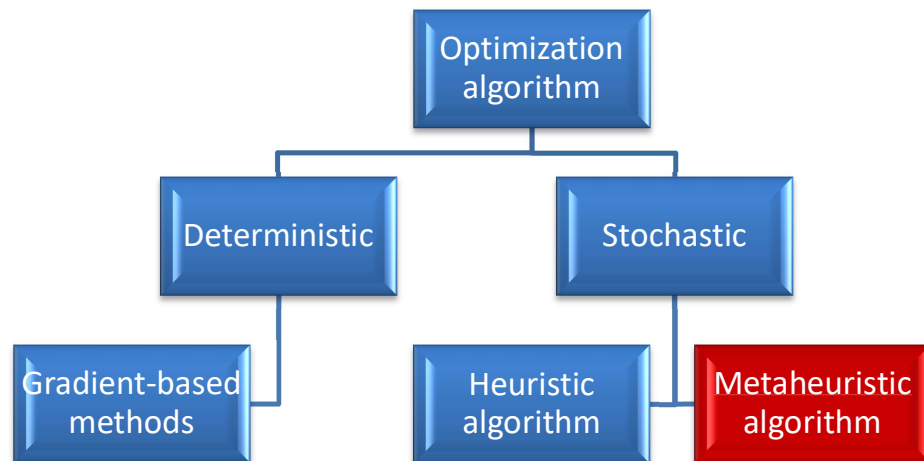 Optimization
algorithm
Deterministic
Stochastic
Gradient-based
methods
Heuristic
algorithm
Metaheuristic
algorithm